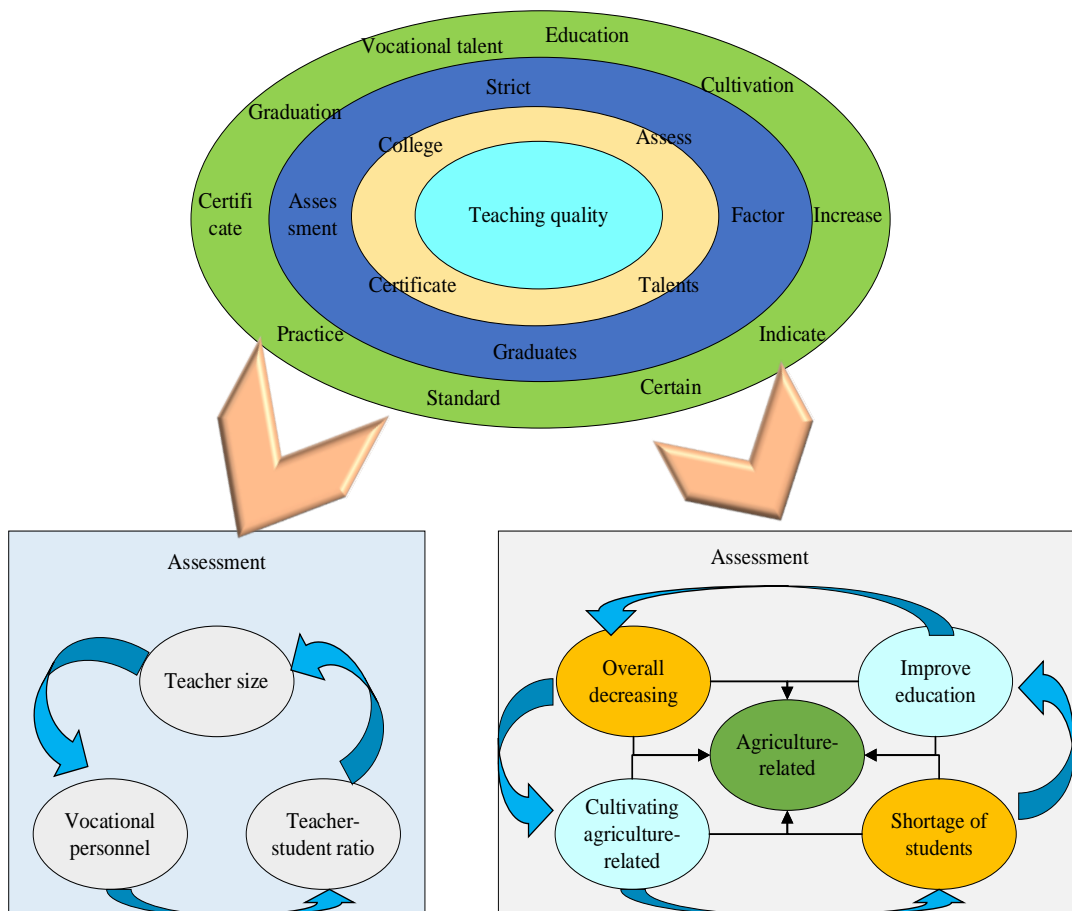 Education
Vocational talent
Strict
Cultivation
Graduation
College
Assess
Certifi
cate
Asses
sment
Teaching quality
Factor
Increase
Certificate
Talents
Practice
Graduates
Indicate
Standard
Certain
Assessment
Teacher size
Vocational
personnel
Teacher-
student ratio
Assessment
Overall
decreasing
Improve
education
Agriculture-
related
Cultivating
agriculture-
related
Shortage of
students